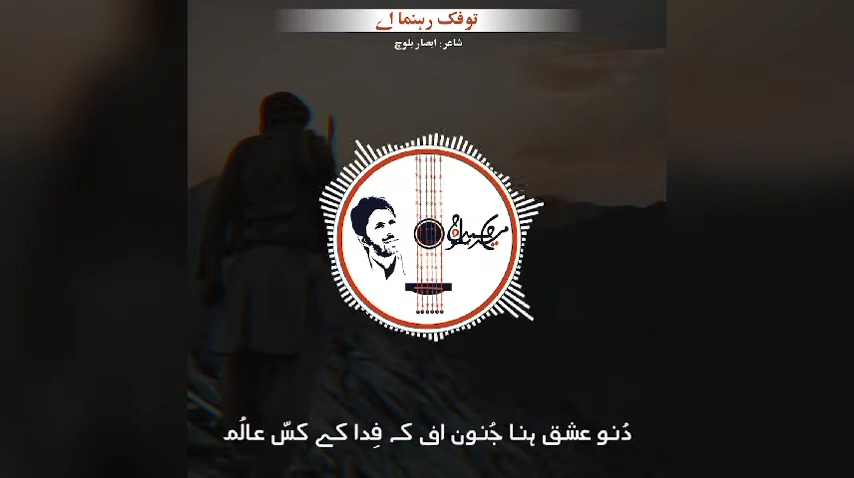 توفک رہنما اے
شاعر: ابصار بلوچ
دُنو عشق ہنا جُنون اف کہ فِدا کے کسّ عالَم